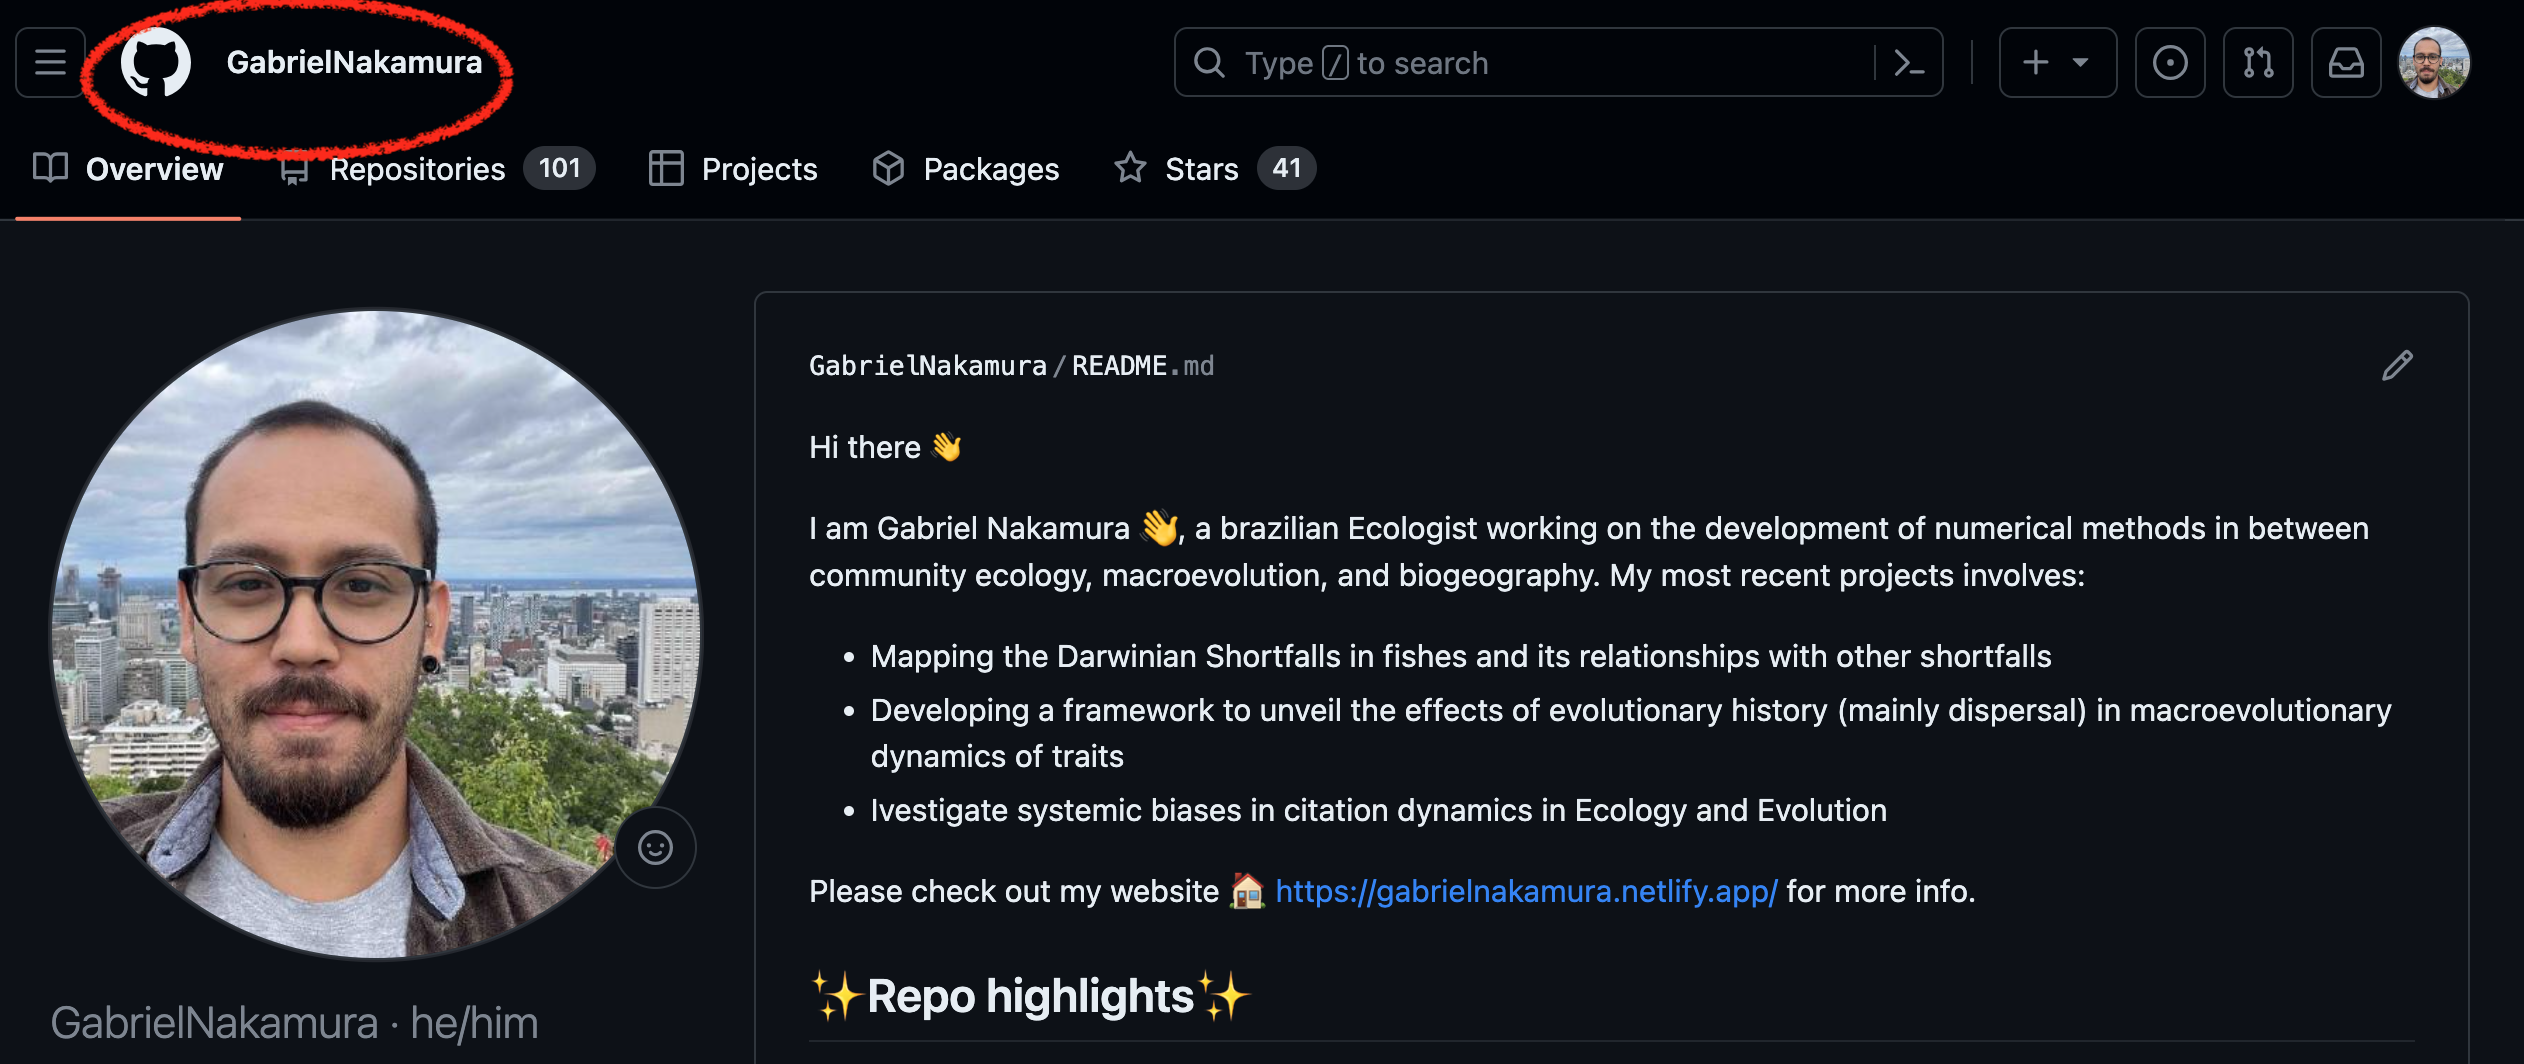 GabrielNakamura
Type / to search
Overview
Repositories 101
Projects
Packages
Stars 41
GabrielNakamura / README.md
Hi there 👋
I am Gabriel Nakamura 👋, a brazilian Ecologist working on the development of numerical methods in between
community ecology, macroevolution, and biogeography. My most recent projects involves:
• Mapping the Darwinian Shortfalls in fishes and its relationships with other shortfalls
• Developing a framework to unveil the effects of evolutionary history (mainly dispersal) in macroevolutionary
dynamics of traits
• Ivestigate systemic biases in citation dynamics in Ecology and Evolution
Please check out my website 🏠 https://gabrielnakamura.netlify.app/ for more info.
✨Repo highlights✨
GabrielNakamura · he/him